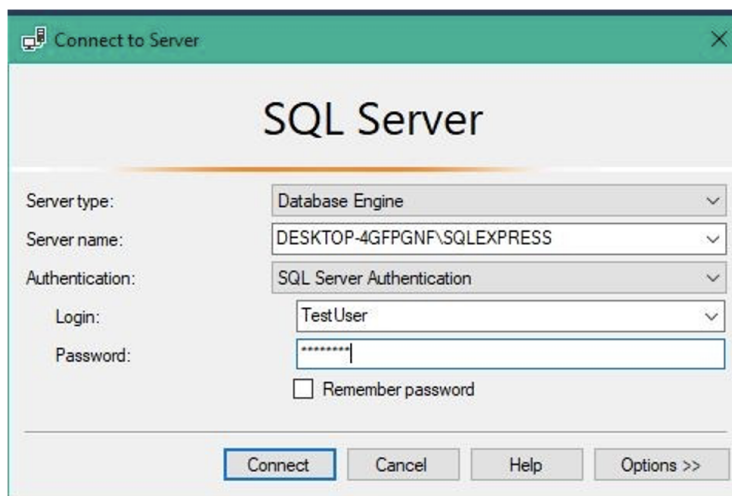 Connect to Server
SQL Server
Server type: Database Engine
Server name: DESKTOP-4GFPGNF\SQLEXPRESS
Authentication: SQL Server Authentication
Login: TestUser
Password: ********
Remember password
Connect Cancel Help Options >>